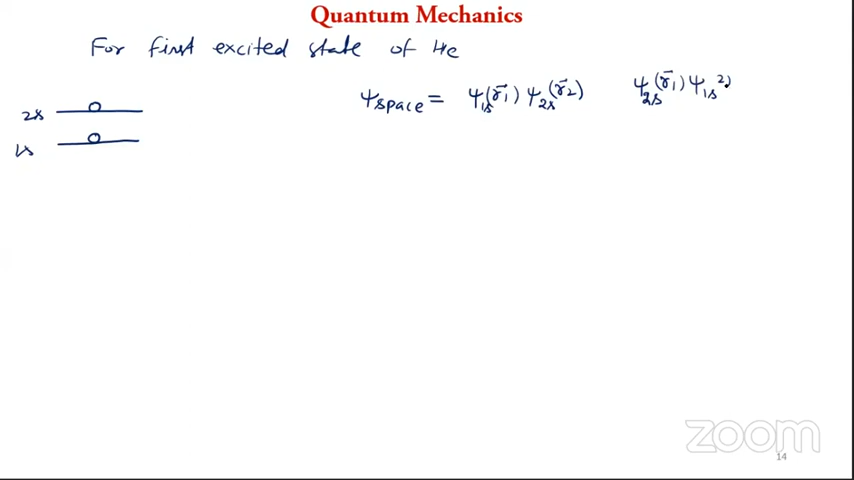 Quantum Mechanics
For first excited state of He
ψspace = ψ1s(r̄1) ψ2s(r̄2) ψ2s(r̄1) ψ1s 2)
2s
1s
zoom
14